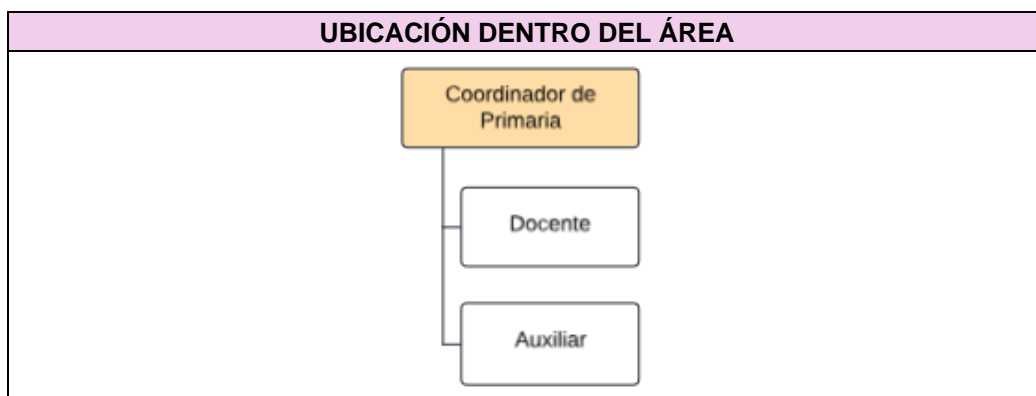 UBICACIÓN DENTRO DEL ÁREA
Coordinador de
Primaria
Docente
Auxiliar